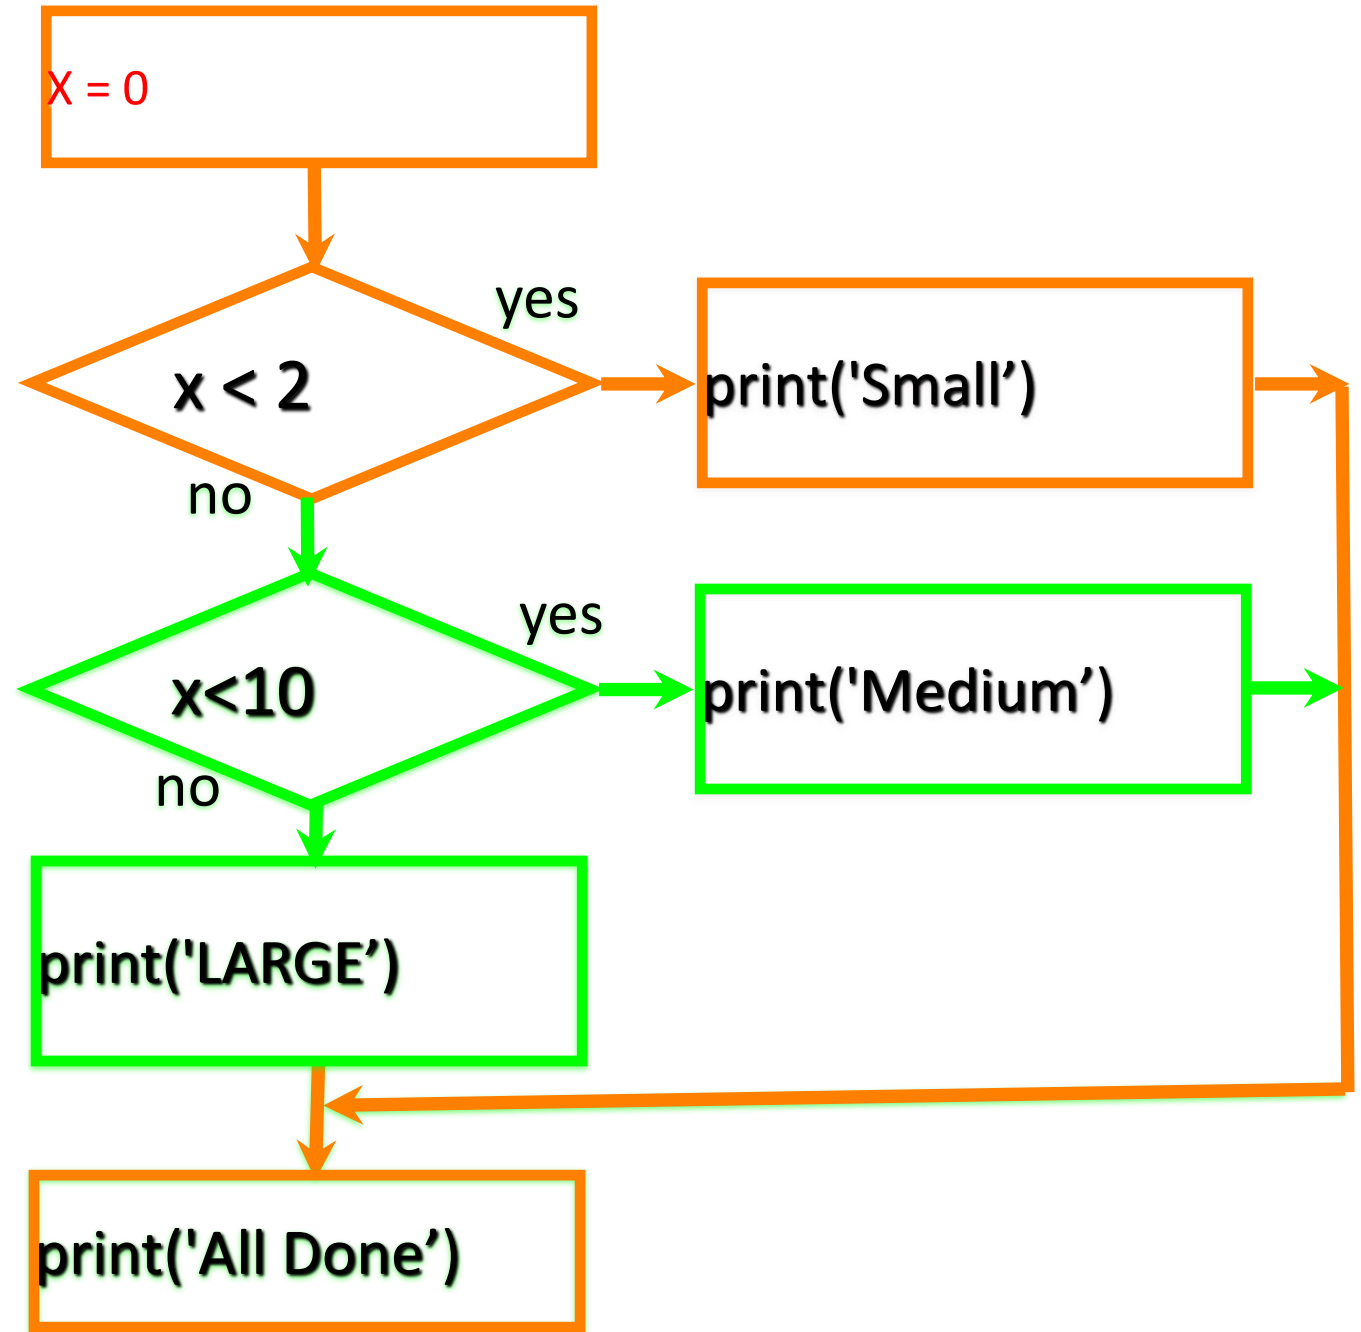 X = 0
yes
x < 2
print('Small’)
no
yes
x<10
print('Medium’)
no
print('LARGE’)
print('All Done’)